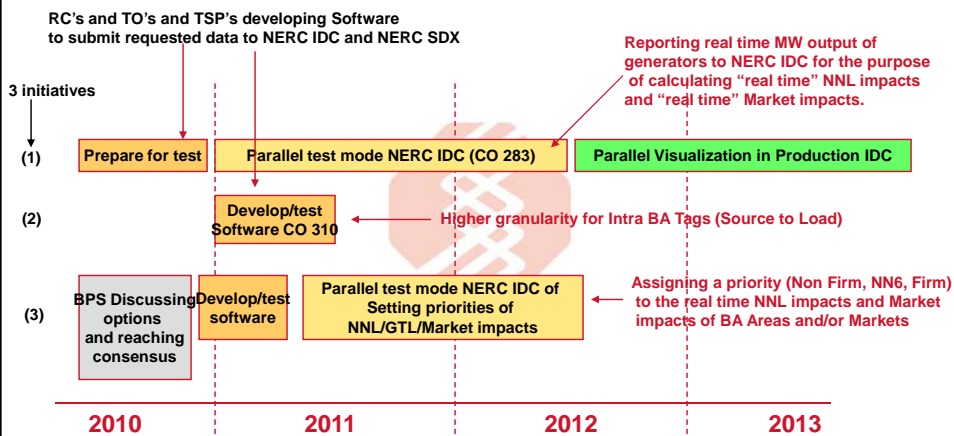 RC's and TO's and TSP's developing Software
to submit requested data to NERC IDC and NERC SDX
Reporting real time MW output of
generators to NERC IDC for the purpose
of calculating “real time” NNL impacts
and “real time” Market impacts.
3 initiatives
(1)
Prepare for test
Parallel test mode NERC IDC (CO 283)
Parallel Visualization in Production IDC
(2)
Develop/test
Software CO 310
Higher granularity for Intra BA Tags (Source to Load)
(3)
BPS Discussing
options
and reaching
consensus
Develop/test
software
Parallel test mode NERC IDC of
Setting priorities of
NNL/GTL/Market impacts
Assigning a priority (Non Firm, NN6, Firm)
to the real time NNL impacts and Market
impacts of BA Areas and/or Markets
2010
2011
2012
2013